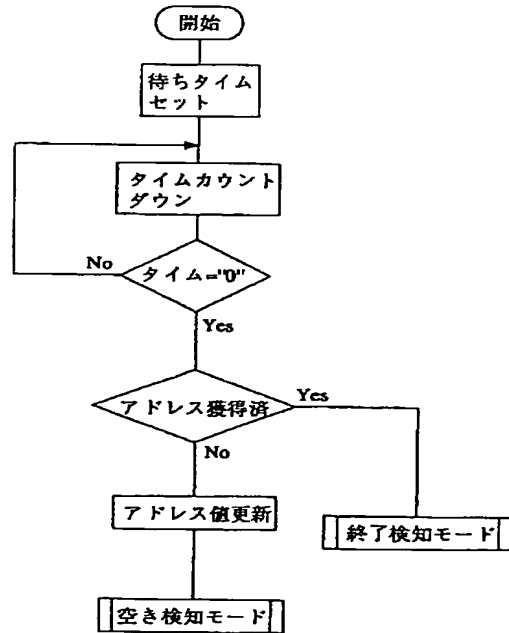 開始
待ちタイム
セット
タイムカウント
ダウン
No
タイム="0"
Yes
アドレス獲得済
Yes
No
アドレス値更新
終了検知モード
空き検知モード